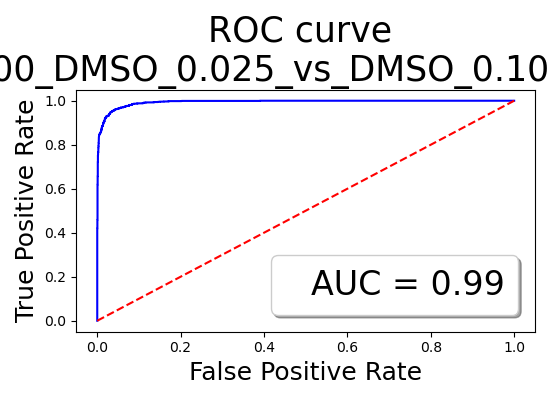 ROC curve
00_DMSO_0.025_vs_DMSO_0.10
True Positive Rate
1.0
0.8
0.6
0.4
0.2
0.0
AUC = 0.99
0.0 0.2 0.4 0.6 0.8 1.0
False Positive Rate